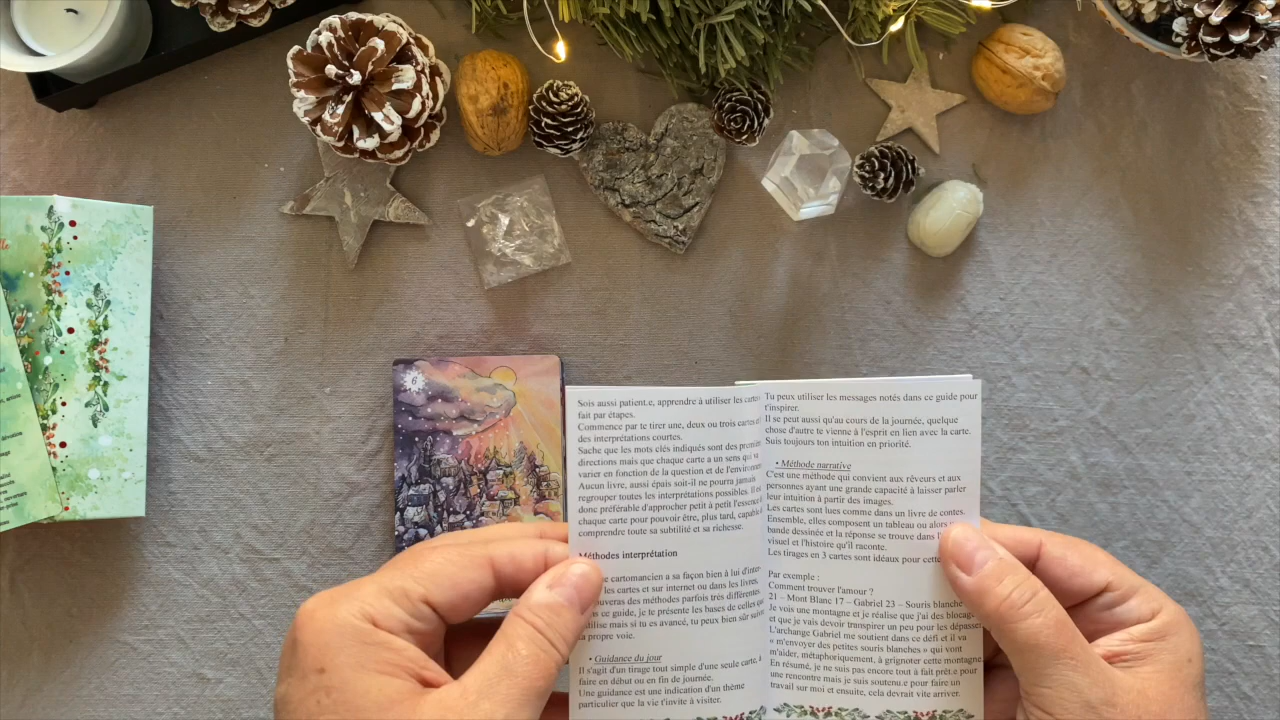 6
Sois aussi patient.e, apprendre à utiliser les cartes
fait par étapes.
Commence par te tirer une, deux ou trois cartes
des interprétations courtes.
Sache que les mots clés indiqués sont des
directions mais que chaque carte a un sens qui
varier en fonction de la question et de
Aucun livre, aussi épais soit-il ne pourra jamais
regrouper toutes les interprétations possibles.
donc préférable d'approcher petit à petit
chaque carte pour pouvoir être, plus tard,
comprendre toute sa subtilité et sa richesse.
Méthodes interprétation
cartomancien a sa façon bien à lui
les cartes et sur internet ou dans les livres,
des méthodes parfois très différentes.
ce guide, je te présente les bases de celles que
mais si tu es avancé, tu peux bien sûr suivre
propre voie.
• Guidance du jour
Il s'agit d'un tirage tout simple d'une seule carte, à
faire en début ou en fin de journée.
Une guidance est une indication d'un thème
particulier que la vie t'invite à visiter.
Tu peux utiliser les messages notés dans ce guide pour
t'inspirer.
Il se peut aussi qu'au cours de la journée, quelque
chose d'autre te vienne à l'esprit en lien avec la carte.
Suis toujours ton intuition en priorité.
• Méthode narrative
C'est une méthode qui convient aux rêveurs et aux
personnes ayant une grande capacité à laisser parler
leur intuition à partir des images.
Les cartes sont lues comme dans un livre de contes.
Ensemble, elles composent un tableau ou alors
bande dessinée et la réponse se trouve dans
visuel et l'histoire qu'il raconte.
Les tirages en 3 cartes sont idéaux pour cette
Par exemple :
Comment trouver l'amour ?
21 – Mont Blanc 17 – Gabriel 23 – Souris blanche
Je vois une montagne et je réalise que j'ai des blocages
et que je vais devoir transpirer un peu pour les dépasser
L'archange Gabriel me soutient dans ce défi et il va
« m'envoyer des petites souris blanches » qui vont
m'aider, métaphoriquement, à grignoter cette montagne.
En résumé, je ne suis pas encore tout à fait prêt.e pour
une rencontre mais je suis soutenu.e pour faire un
travail sur moi et ensuite, cela devrait vite arriver.